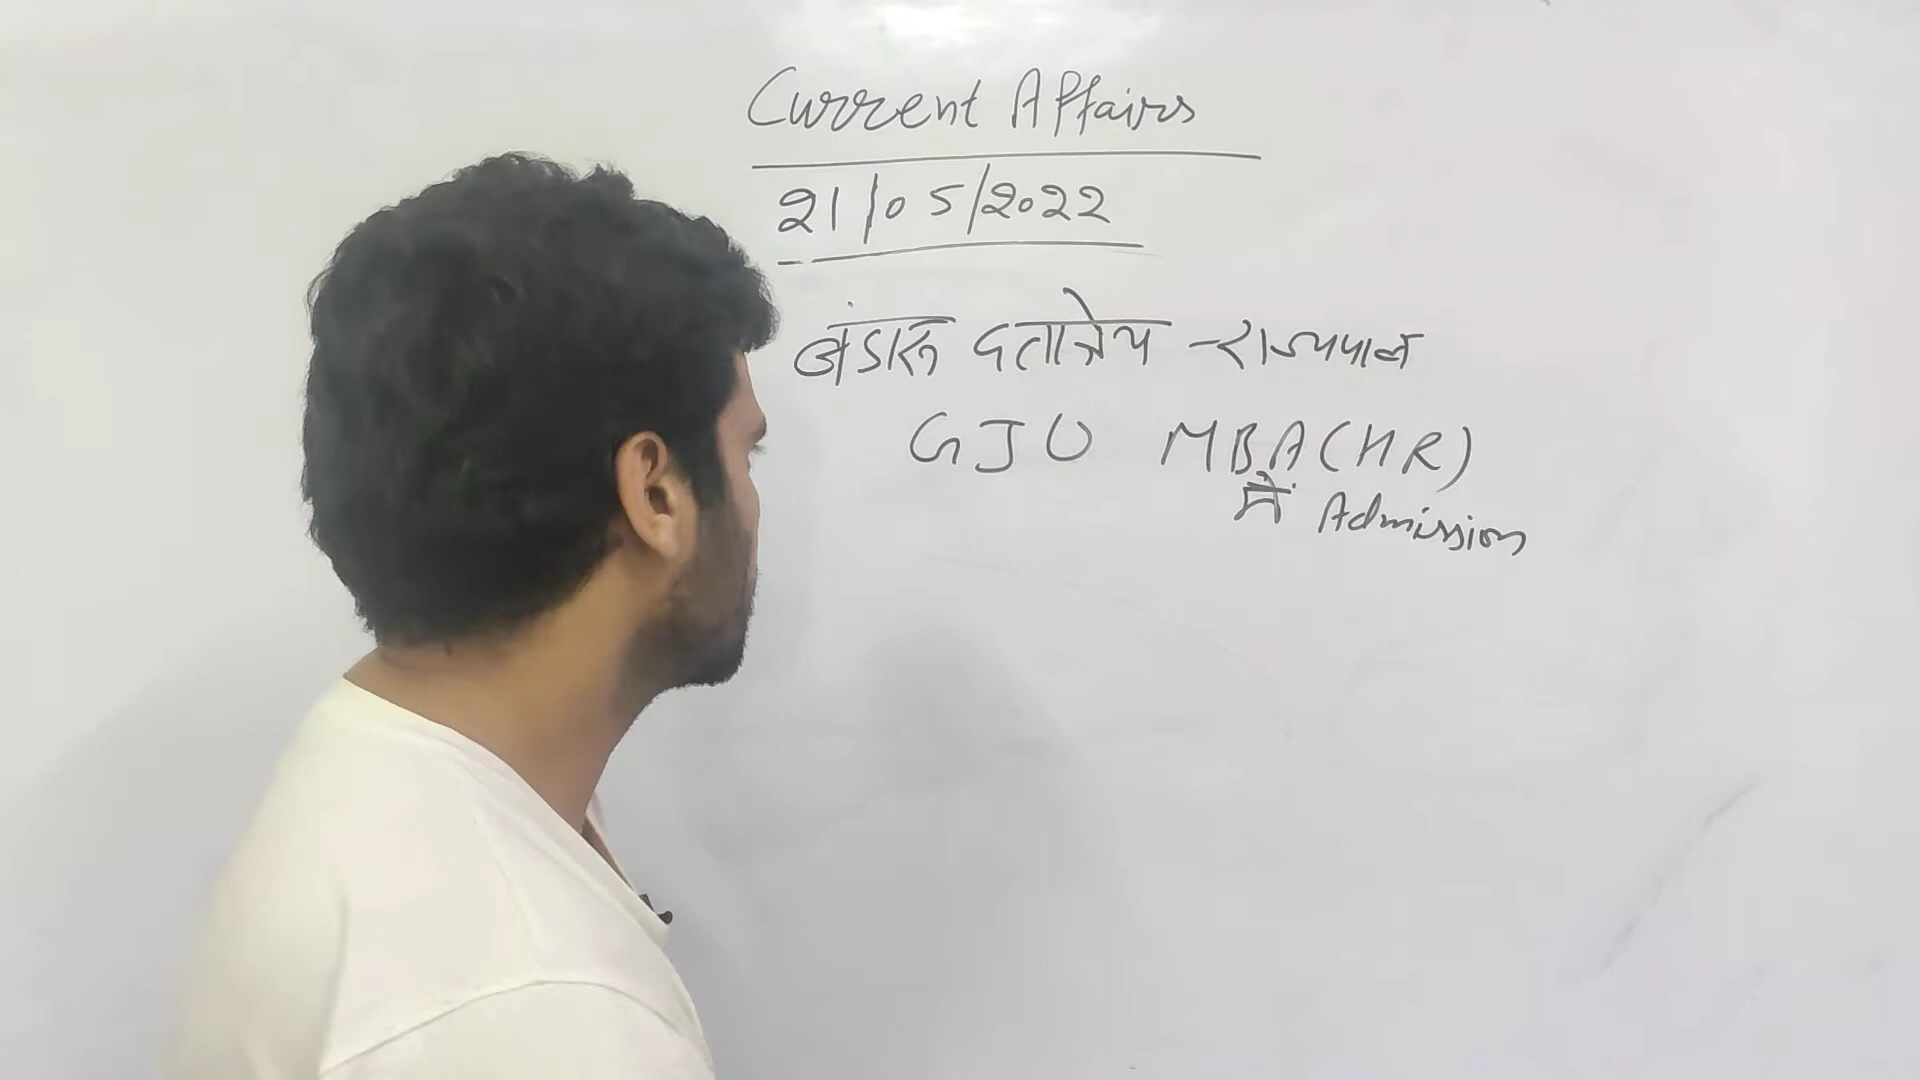 Current Affairs
21/05/2022
बंडारू दतात्रेय - राज्यपाल
GJU MBA(HR)
में Admission